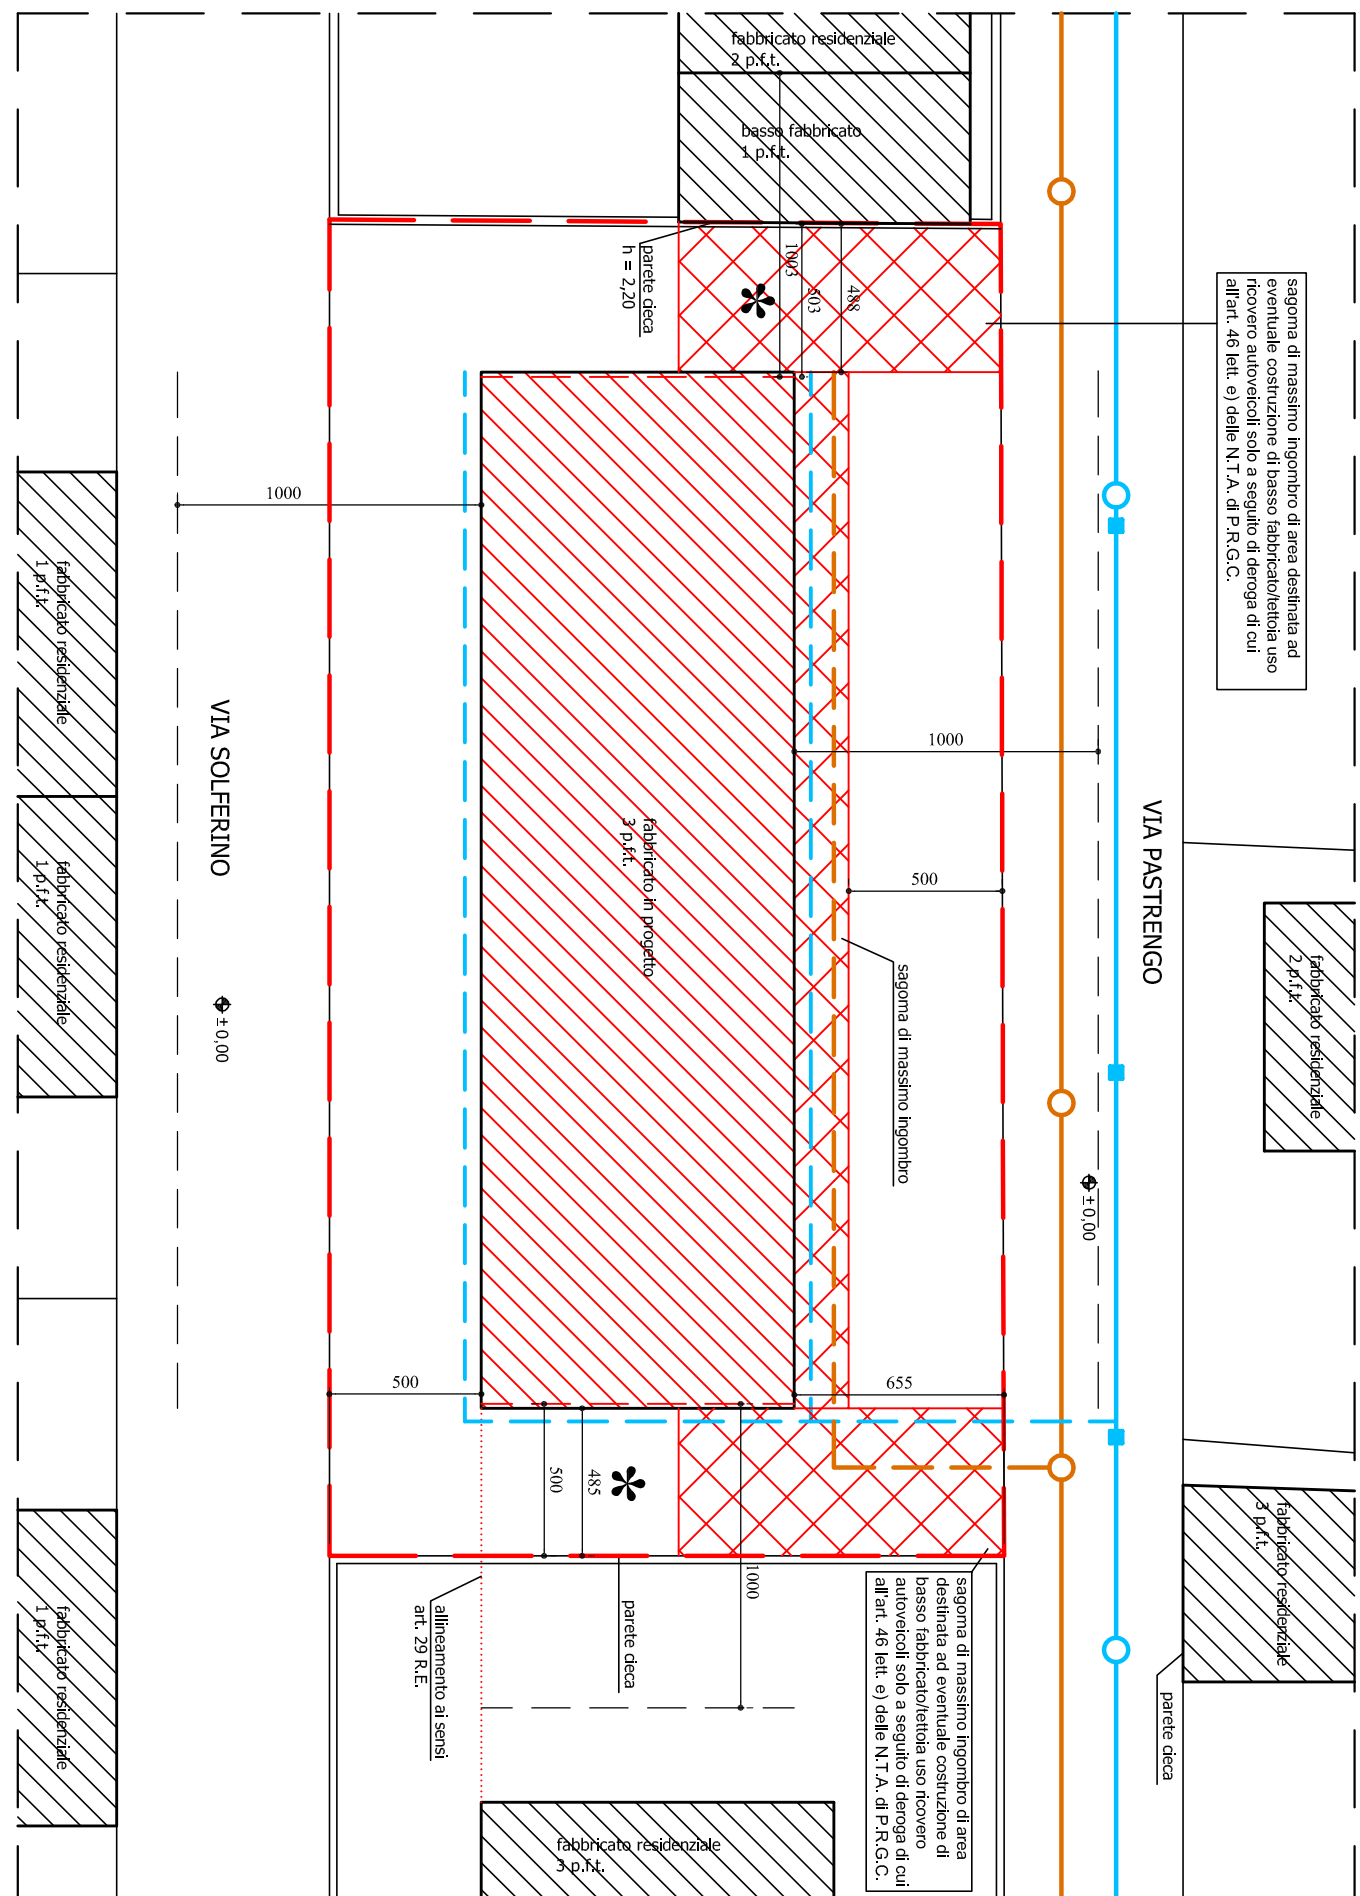 fabbricato residenziale
2 p.f.t.
basso fabbricato
1 p.f.t.
sagoma di massimo ingombro di area destinata ad
eventuale costruzione di basso fabbricato/tettoia uso
ricovero autoveicoli solo a seguito di deroga di cui
all'art. 46 lett. e) delle N.T.A. di P.R.G.C.
parete cieca
h = 2,20
1003
503
488
1000
fabbricato residenziale
1 p.f.t.
VIA SOLFERINO
fabbricato residenziale
1 p.f.t.
±0,00
fabbricato in progetto
3 p.f.t.
1000
VIA PASTRENGO
500
sagoma di massimo ingombro
fabbricato residenziale
2 p.f.t.
±0,00
500
655
500
485
1000
fabbricato residenziale
3 p.f.t.
parete cieca
fabbricato residenziale
1 p.f.t.
allineamento ai sensi
art. 29 R.E.
parete cieca
sagoma di massimo ingombro di area
destinata ad eventuale costruzione di
basso fabbricato/tettoia uso ricovero
autoveicoli solo a seguito di deroga di cui
all'art. 46 lett. e) delle N.T.A. di P.R.G.C.
fabbricato residenziale
3 p.f.t.